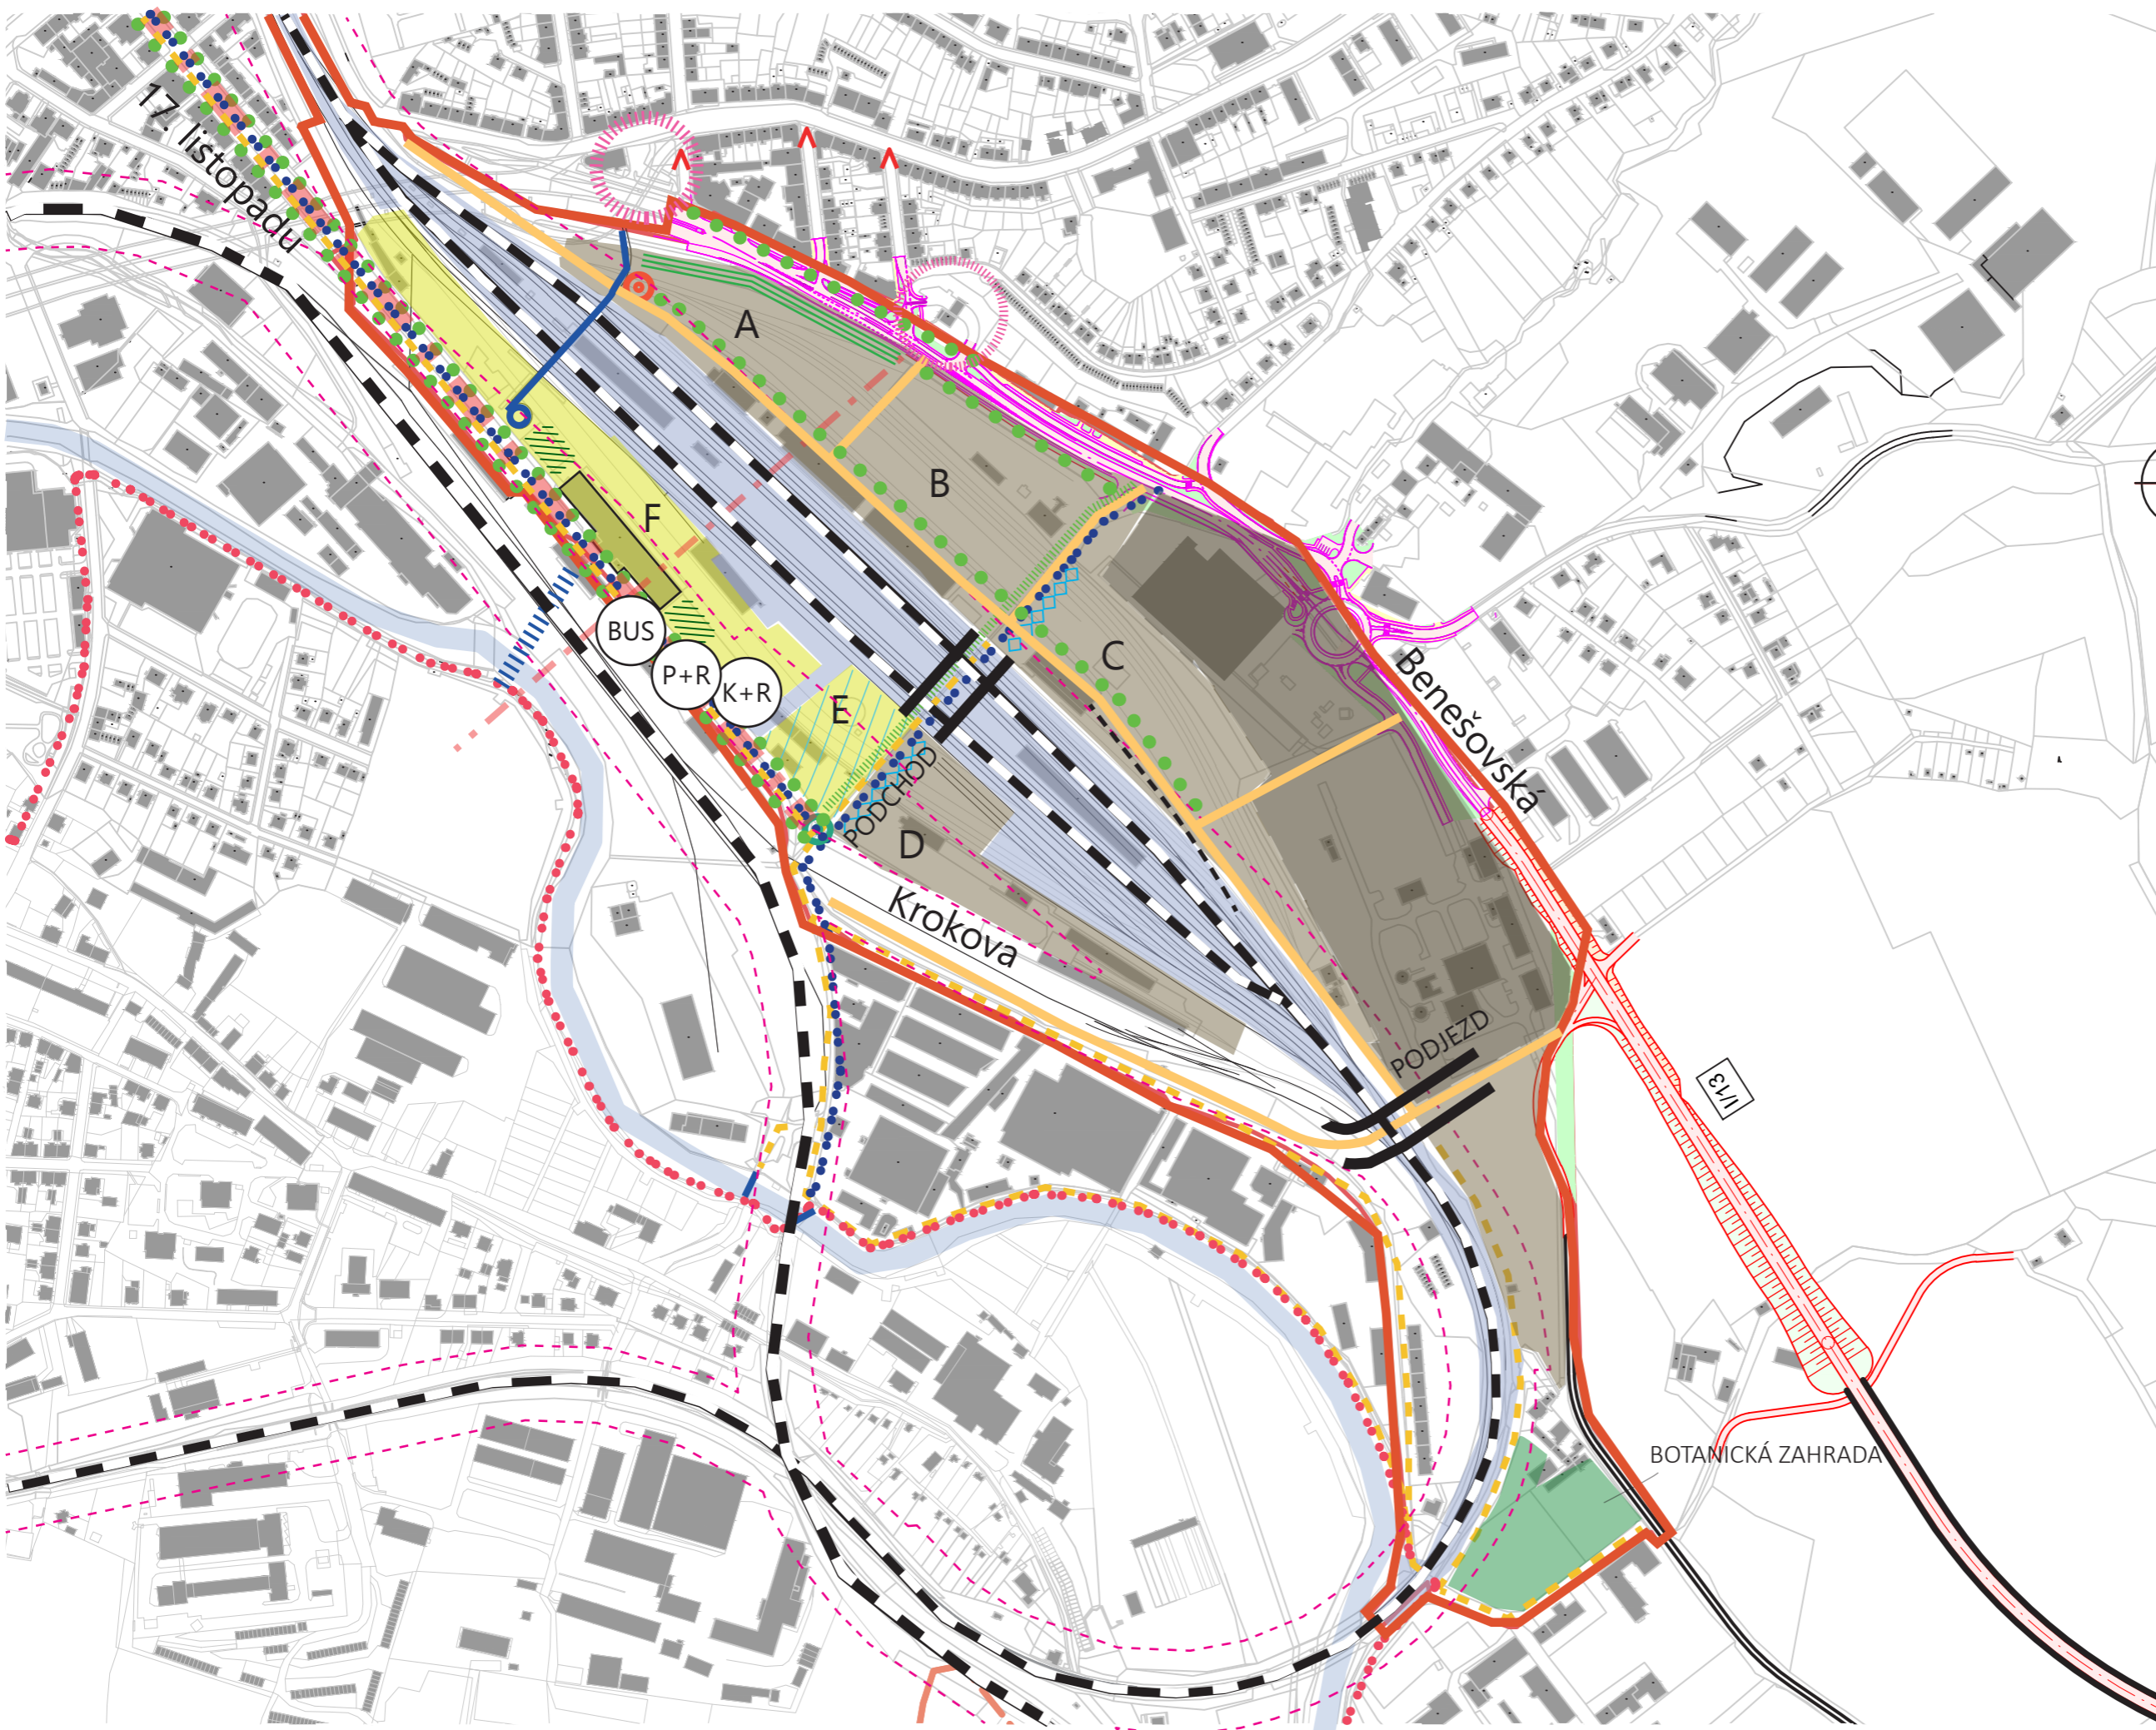 17. listopadu
A
B
F
BUS
P+R
K+R
C
E
Benešovská
PODCHOD
D
Krokova
PODJEZD
I/13
BOTANICKÁ ZAHRADA